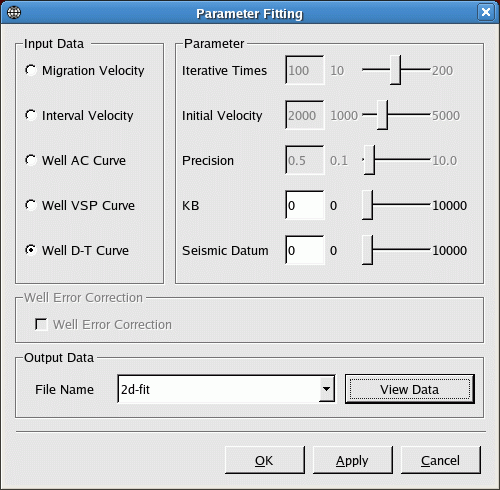 Parameter Fitting
Input Data
Migration Velocity
Interval Velocity
Well AC Curve
Well VSP Curve
Well D-T Curve
Parameter
Iterative Times 100 10 200
Initial Velocity 2000 1000 5000
Precision 0.5 0.1 10.0
KB 0 0 10000
Seismic Datum 0 0 10000
Well Error Correction
Well Error Correction
Output Data
File Name 2d-fit View Data
OK Apply Cancel